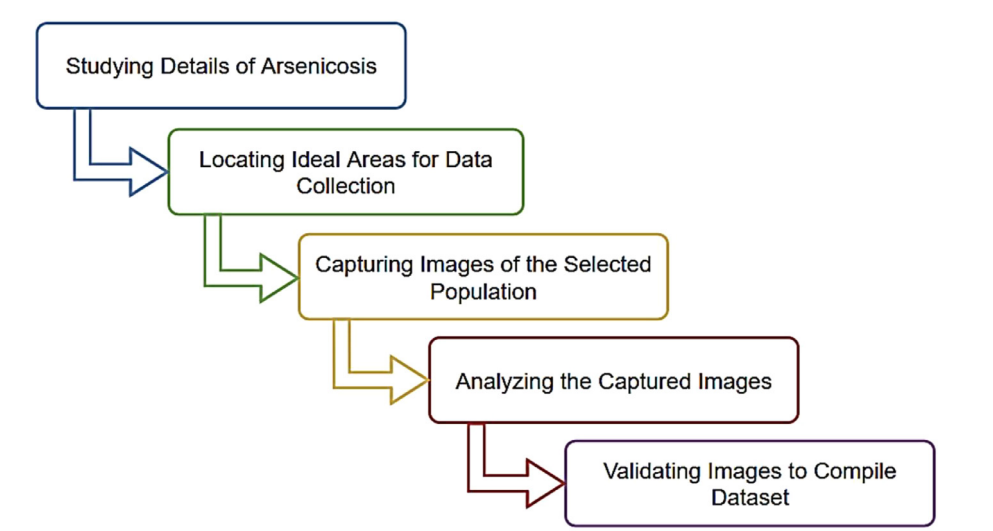 Studying Details of Arsenicosis
Locating Ideal Areas for Data
Collection
Capturing Images of the Selected
Population
Analyzing the Captured Images
Validating Images to Compile
Dataset